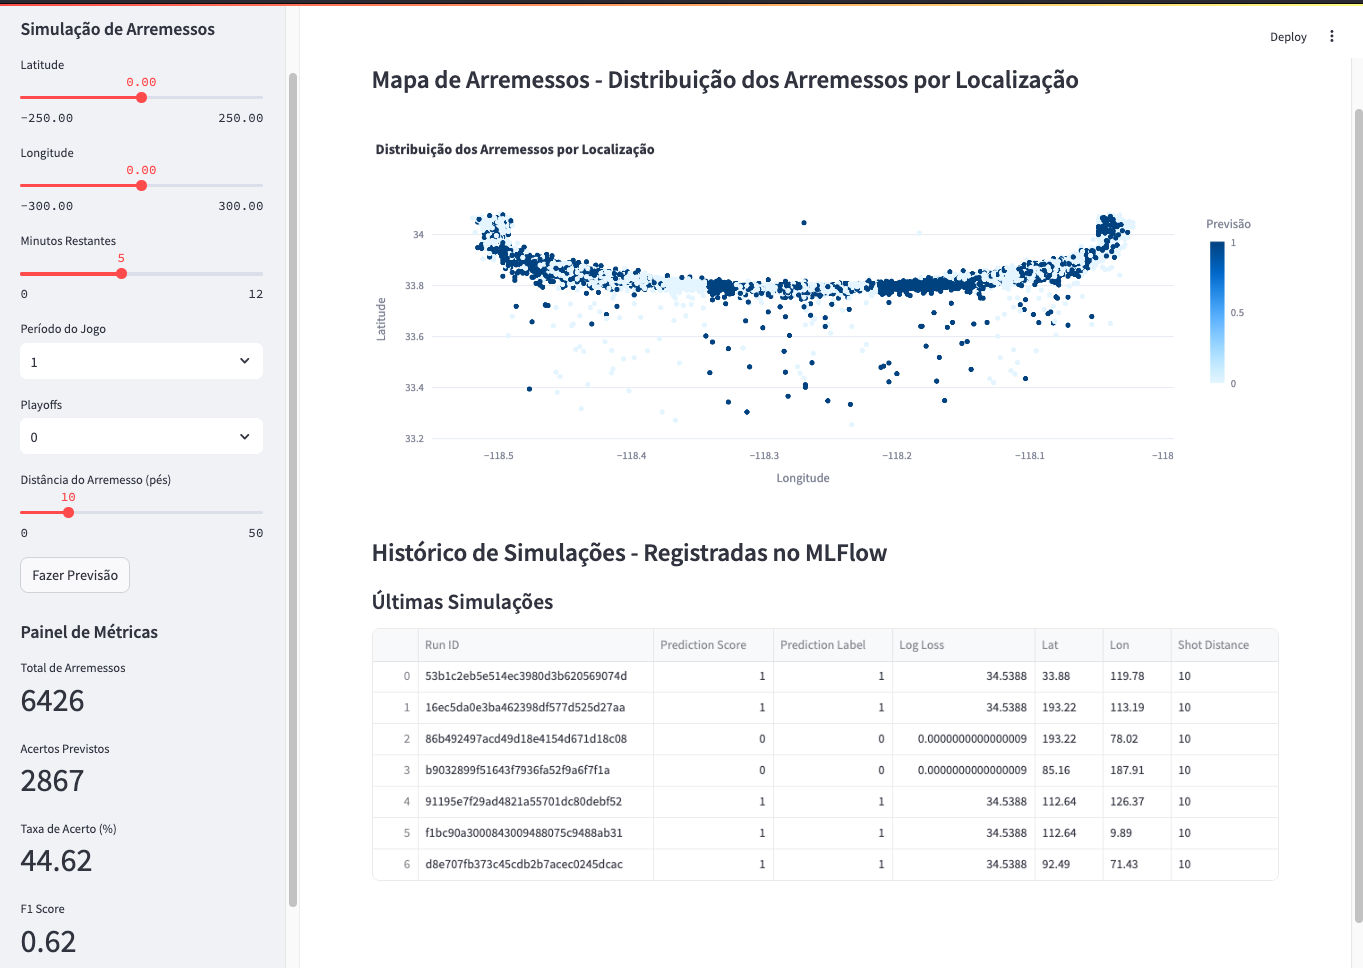 Simulação de Arremessos
Latitude
0.00
-250.00 250.00
Longitude
0.00
-300.00 300.00
Minutos Restantes
5
0 12
Período do Jogo
1
Playoffs
0
Distância do Arremesso (pés)
10
0 50
Fazer Previsão
Painel de Métricas
Total de Arremessos
6426
Acertos Previstos
2867
Taxa de Acerto (%)
44.62
F1 Score
0.62
Deploy
Mapa de Arremessos - Distribuição dos Arremessos por Localização
Distribuição dos Arremessos por Localização
Previsão
1
0.5
0
Latitude
34
33.8
33.6
33.4
33.2
−118.5 −118.4 −118.3 −118.2 −118.1 −118
Longitude
Histórico de Simulações - Registradas no MLFlow
Últimas Simulações
Run ID Prediction Score Prediction Label Log Loss Lat Lon Shot Distance
0 53b1c2eb5e514ec3980d3b620569074d 1 1 34.5388 33.88 119.78 10
1 16ec5da0e3ba462398df577d525d27aa 1 1 34.5388 193.22 113.19 10
2 86b492497acd49d18e4154d671d18c08 0 0 0.0000000000000009 193.22 78.02 10
3 b9032899f51643f7936fa52f9a6f7f1a 0 0 0.0000000000000009 85.16 187.91 10
4 91195e7f29ad4821a55701dc80debf52 1 1 34.5388 112.64 126.37 10
5 f1bc90a3000843009488075c9488ab31 1 1 34.5388 112.64 9.89 10
6 d8e707fb373c45cdb2b7acec0245dcac 1 1 34.5388 92.49 71.43 10